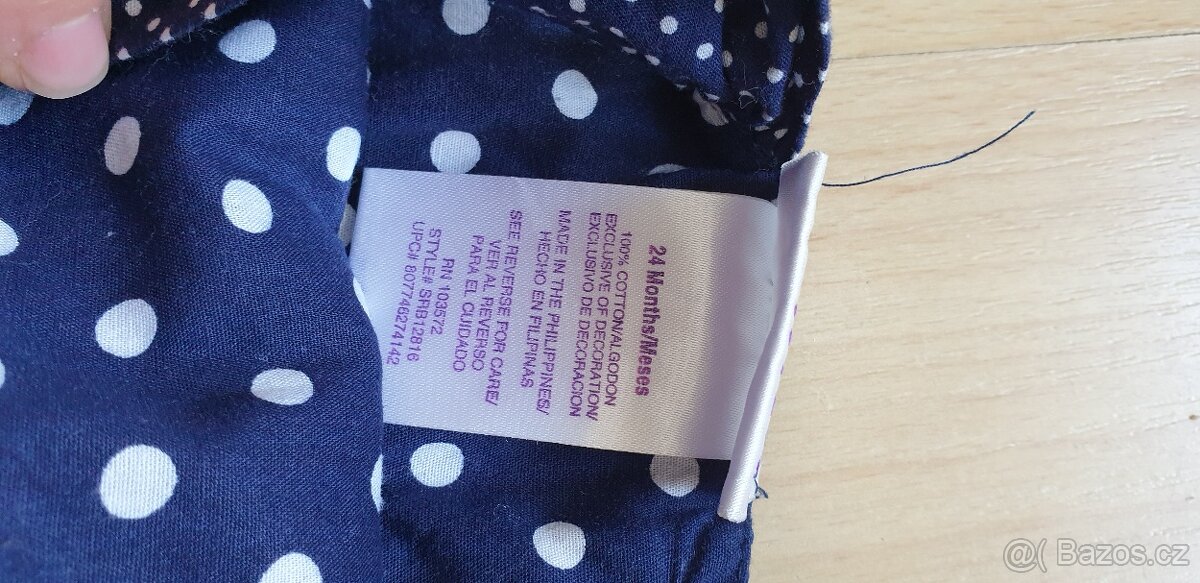 24 Months/Meses
100% COTTON/ALGODÓN
EXCLUSIVE OF DECORATION/
EXCLUSIVO DE DECORACION
MADE IN THE PHILIPPINES/
HECHO EN FILIPINAS
SEE REVERSE FOR CARE/
VER AL REVERSO
PARA EL CUIDADO
RN 103572
STYLE# SRB12816
UPC# 807746274142
@( Bazos.cz